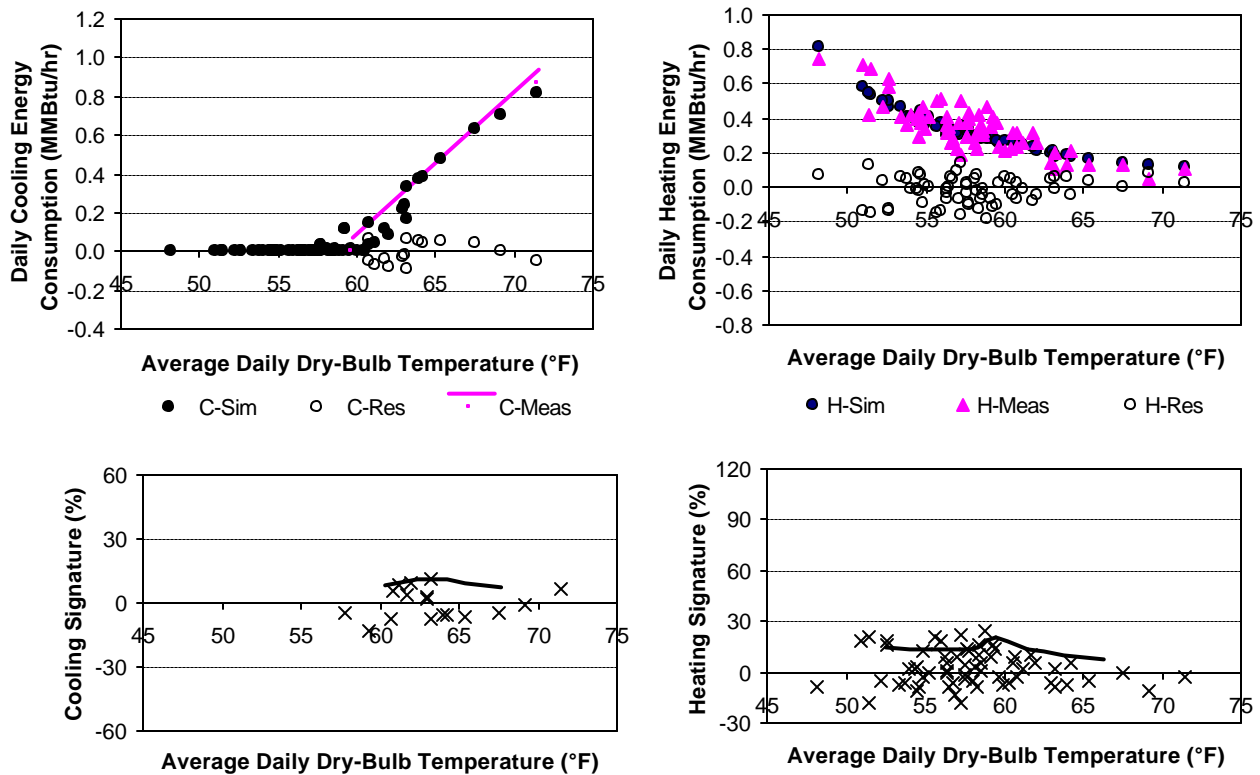 Daily Cooling Energy
Consumption (MMBtu/hr)
1.2
1.0
0.8
0.6
0.4
0.2
0.0
-0.2
-0.4
45 50 55 60 65 70 75
Average Daily Dry-Bulb Temperature (°F)
C-Sim C-Res C-Meas
Daily Heating Energy
Consumption (MMBtu/hr)
1.0
0.8
0.6
0.4
0.2
0.0
-0.2
-0.4
-0.6
-0.8
45 50 55 60 65 70 75
Average Daily Dry-Bulb Temperature (°F)
H-Sim H-Meas H-Res
Cooling Signature (%)
60
30
0
-30
-60
45 50 55 60 65 70 75
Average Daily Dry-Bulb Temperature (°F)
Heating Signature (%)
120
90
60
30
0
-30
45 50 55 60 65 70 75
Average Daily Dry-Bulb Temperature (°F)